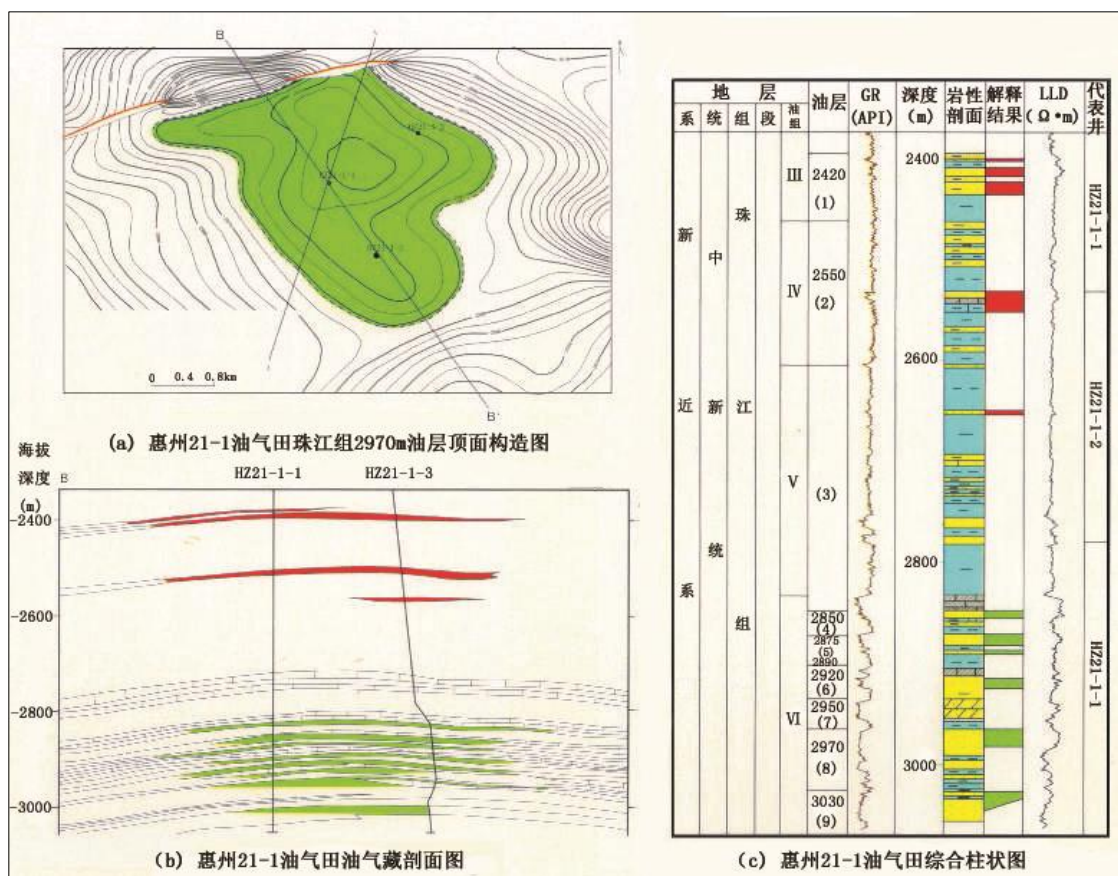 B
HZ21-1-1
B'
0 0.4 0.8km
(a) 惠州21-1油气田珠江组2970m油层顶面构造图
海拔
深度
(m)
B
HZ21-1-1
HZ21-1-3
-2400
-2600
-2800
-3000
(b) 惠州21-1油气田油气藏剖面图
地 层
系
统
组
段
油组
油层
GR
(API)
深度
(m)
岩性
剖面
解释
结果
LLD
(Ω•m)
代表井
新近系
中新统
珠江组
III
IV
V
VI
2420
(1)
2550
(2)
(3)
2850
(4)
2875
(5)
2890
2920
(6)
2950
(7)
2970
(8)
3030
(9)
2400
2600
2800
3000
HZ21-1-1
HZ21-1-2
HZ21-1-1
(c) 惠州21-1油气田综合柱状图